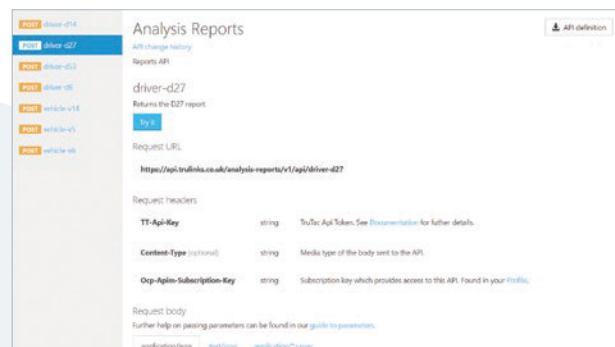 POST driver-d14
POST driver-d27
POST driver-d53
POST driver-d6
POST vehicle-v14
POST vehicle-v5
POST vehicle-v6
Analysis Reports
API definition
API change history
Reports API
driver-d27
Returns the D27 report
Try it
Request URL
https://api.trulinks.co.uk/analysis-reports/v1/api/driver-d27
Request headers
TT-Api-Key string TruTac Api Token. See Documentation for futher details.
Content-Type (optional) string Media type of the body sent to the API.
Ocp-Apim-Subscription-Key string Subscription key which provides access to this API. Found in your Profile.
Request body
Further help on passing parameters can be found in our guide to parameters.
application/json